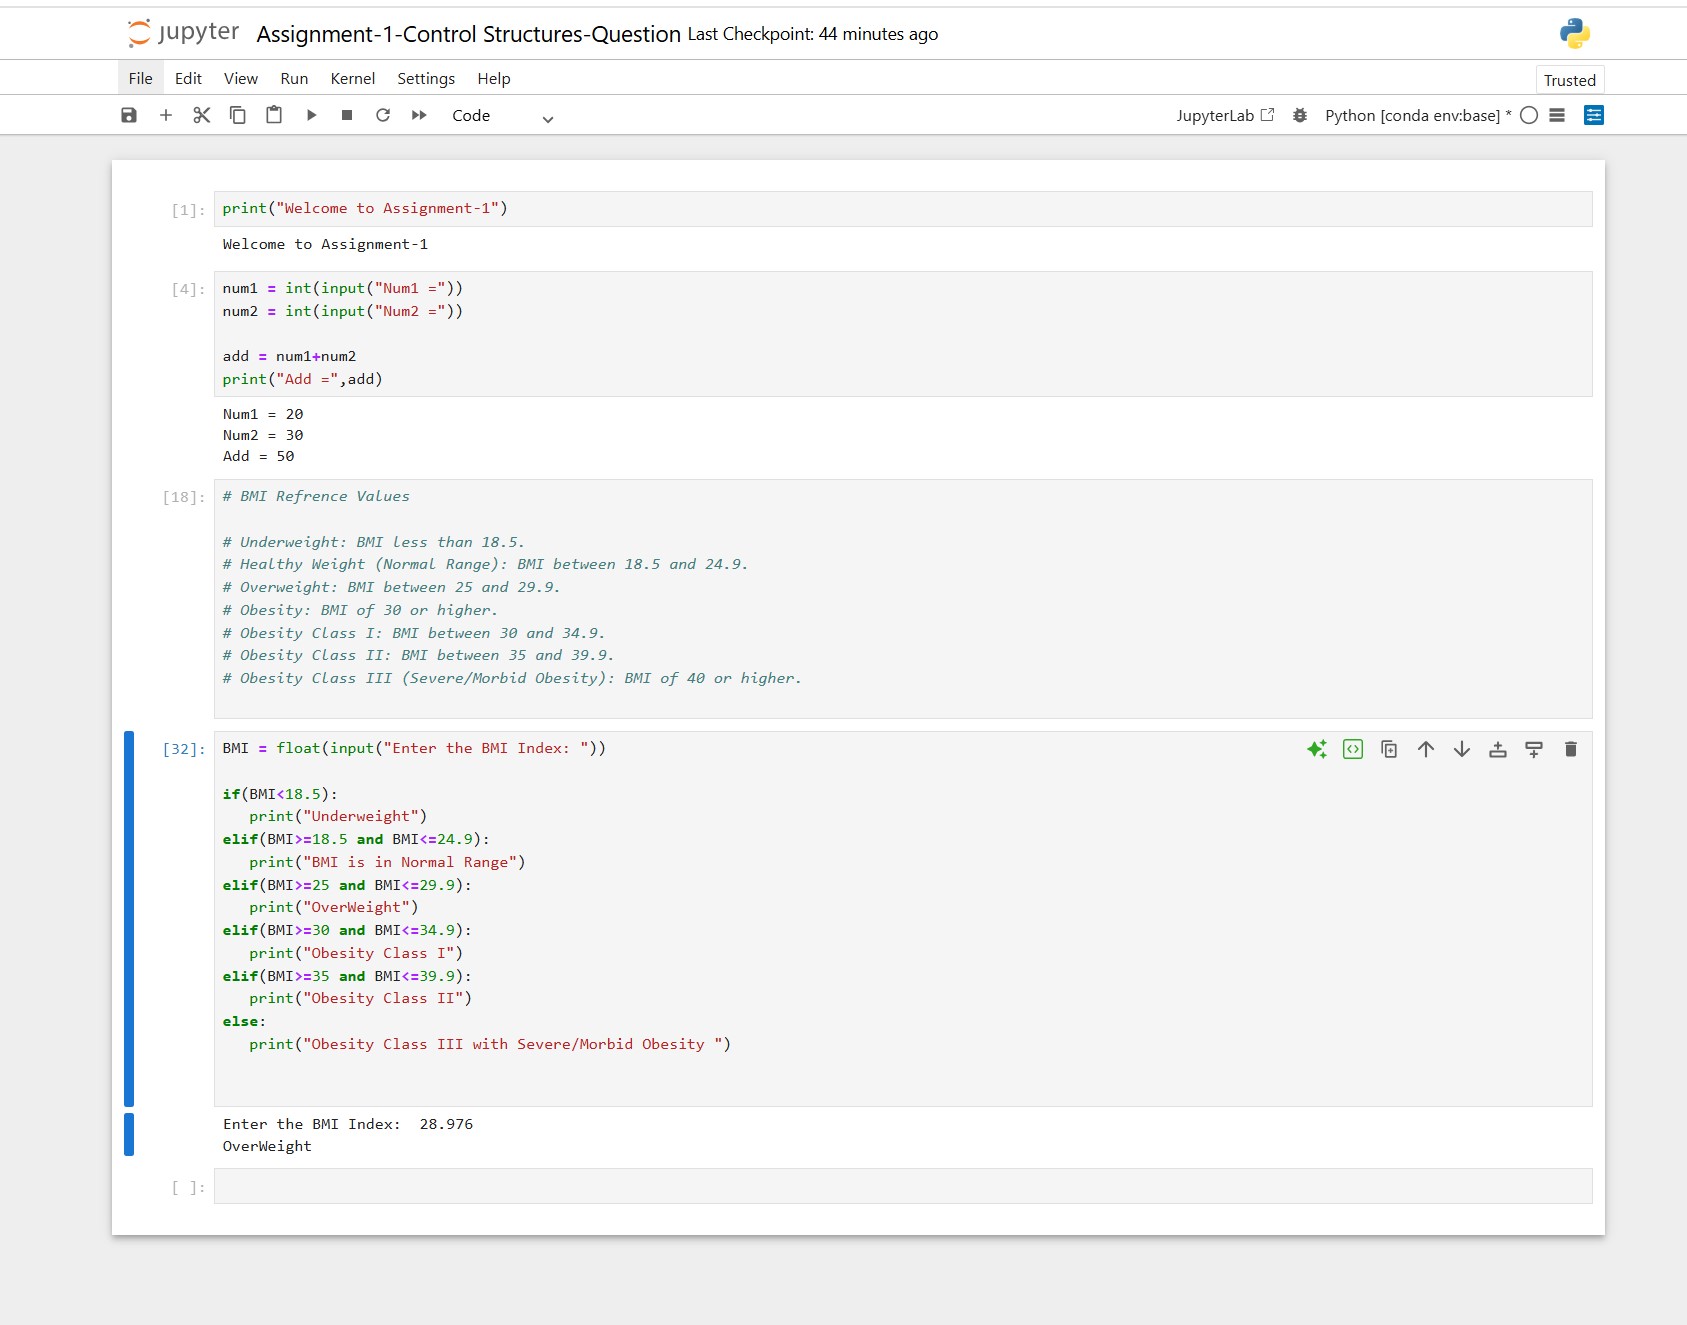 jupyter Assignment-1-Control Structures-Question Last Checkpoint: 44 minutes ago
File Edit View Run Kernel Settings Help
Trusted
Code
JupyterLab
Python [conda env:base] *
[1]: print("Welcome to Assignment-1")
Welcome to Assignment-1
[4]: num1 = int(input("Num1 ="))
num2 = int(input("Num2 ="))
add = num1+num2
print("Add =",add)
Num1 = 20
Num2 = 30
Add = 50
[18]: # BMI Refrence Values
# Underweight: BMI less than 18.5.
# Healthy Weight (Normal Range): BMI between 18.5 and 24.9.
# Overweight: BMI between 25 and 29.9.
# Obesity: BMI of 30 or higher.
# Obesity Class I: BMI between 30 and 34.9.
# Obesity Class II: BMI between 35 and 39.9.
# Obesity Class III (Severe/Morbid Obesity): BMI of 40 or higher.
[32]: BMI = float(input("Enter the BMI Index: "))
if(BMI<18.5):
print("Underweight")
elif(BMI>=18.5 and BMI<=24.9):
print("BMI is in Normal Range")
elif(BMI>=25 and BMI<=29.9):
print("OverWeight")
elif(BMI>=30 and BMI<=34.9):
print("Obesity Class I")
elif(BMI>=35 and BMI<=39.9):
print("Obesity Class II")
else:
print("Obesity Class III with Severe/Morbid Obesity ")
Enter the BMI Index:  28.976
OverWeight
[ ]: